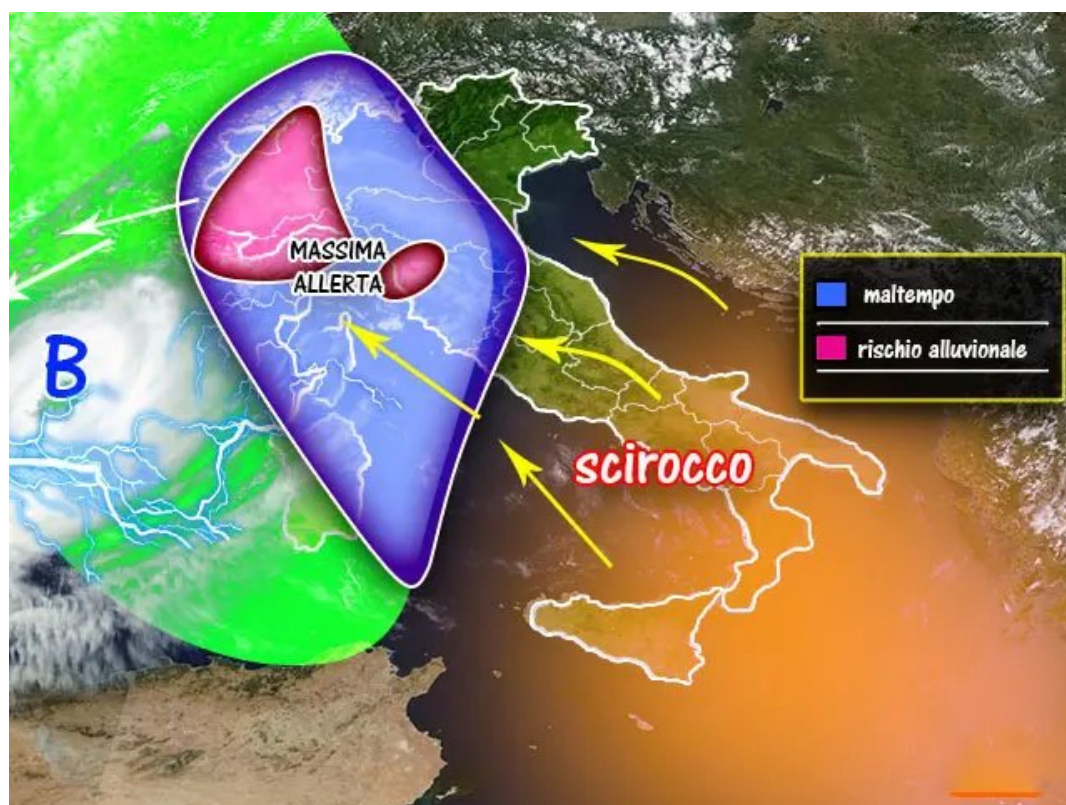 MASSIMA
ALLERTA
B
scirocco
maltempo
rischio alluvionale